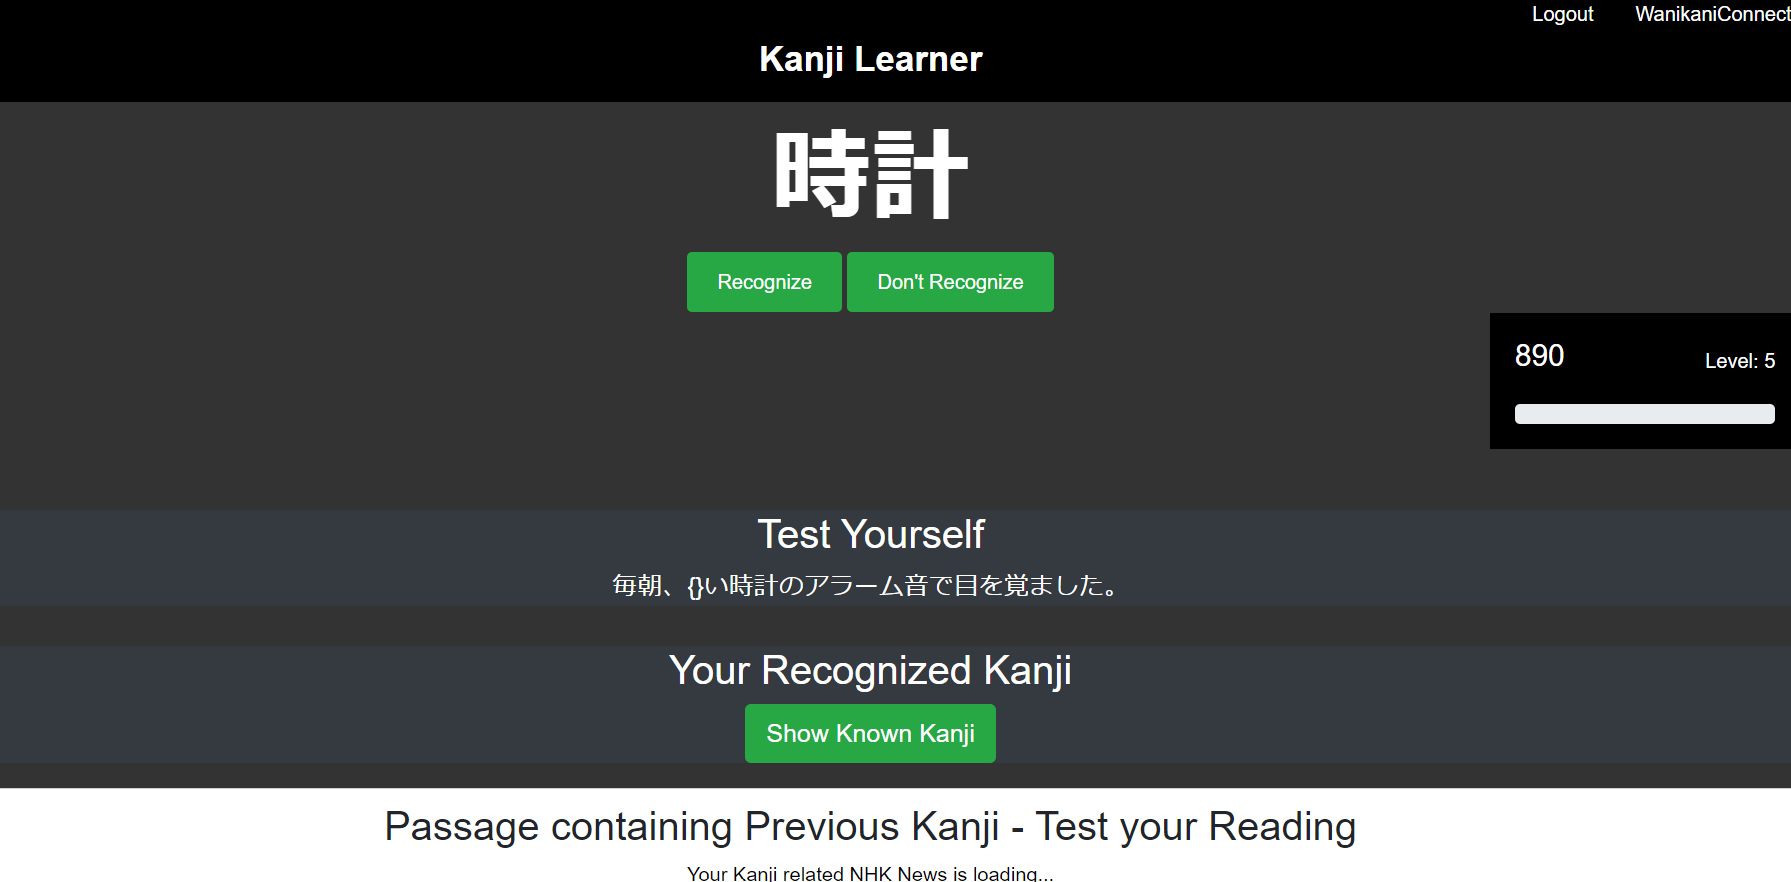 Logout WanikaniConnect
Kanji Learner
時計
Recognize Don't Recognize
890 Level: 5
Test Yourself
毎朝、{}い時計のアラーム音で目を覚ました。
Your Recognized Kanji
Show Known Kanji
Passage containing Previous Kanji - Test your Reading
Your Kanji related NHK News is loading...